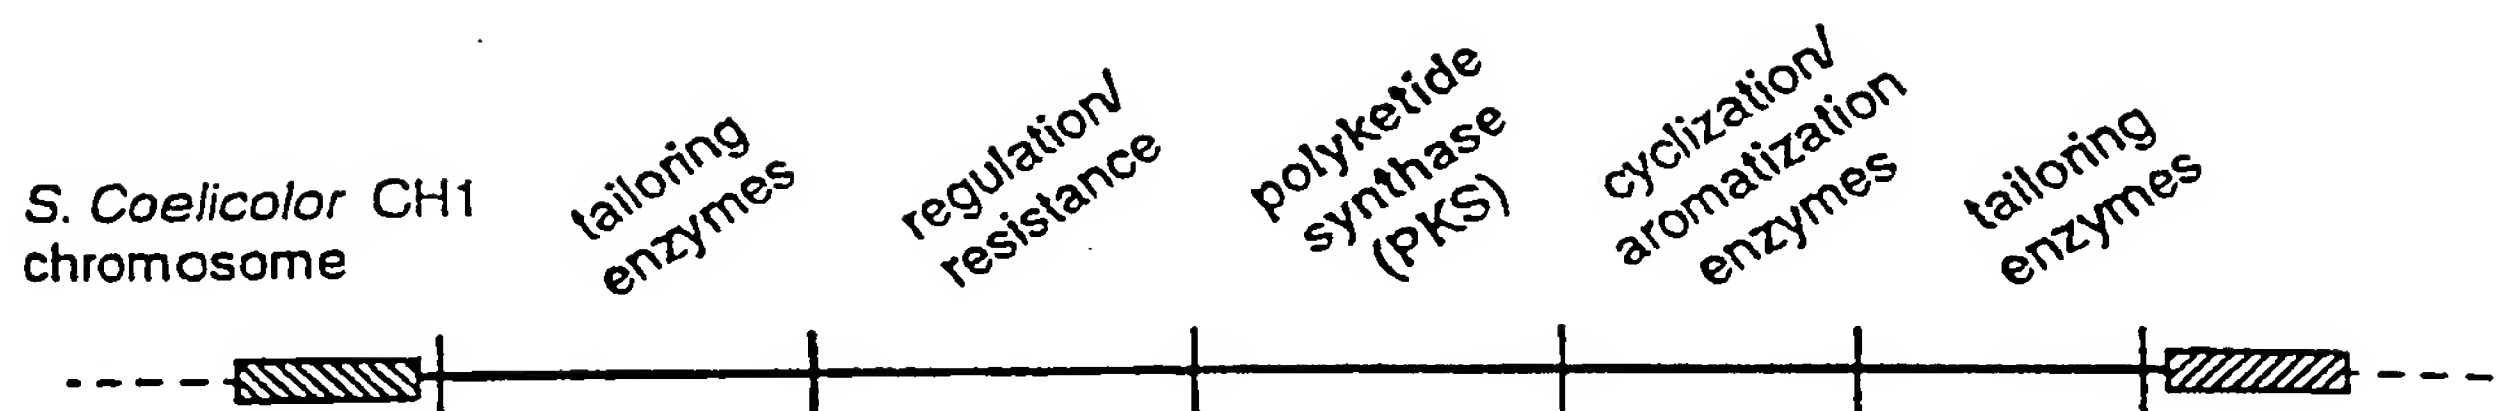 S. Coelicolor CH1
chromosome
tailoring
enzymes
regulation/
resistance
polyketide
synthase
(PKS)
cyclization/
aromatization
enzymes
tailoring
enzymes